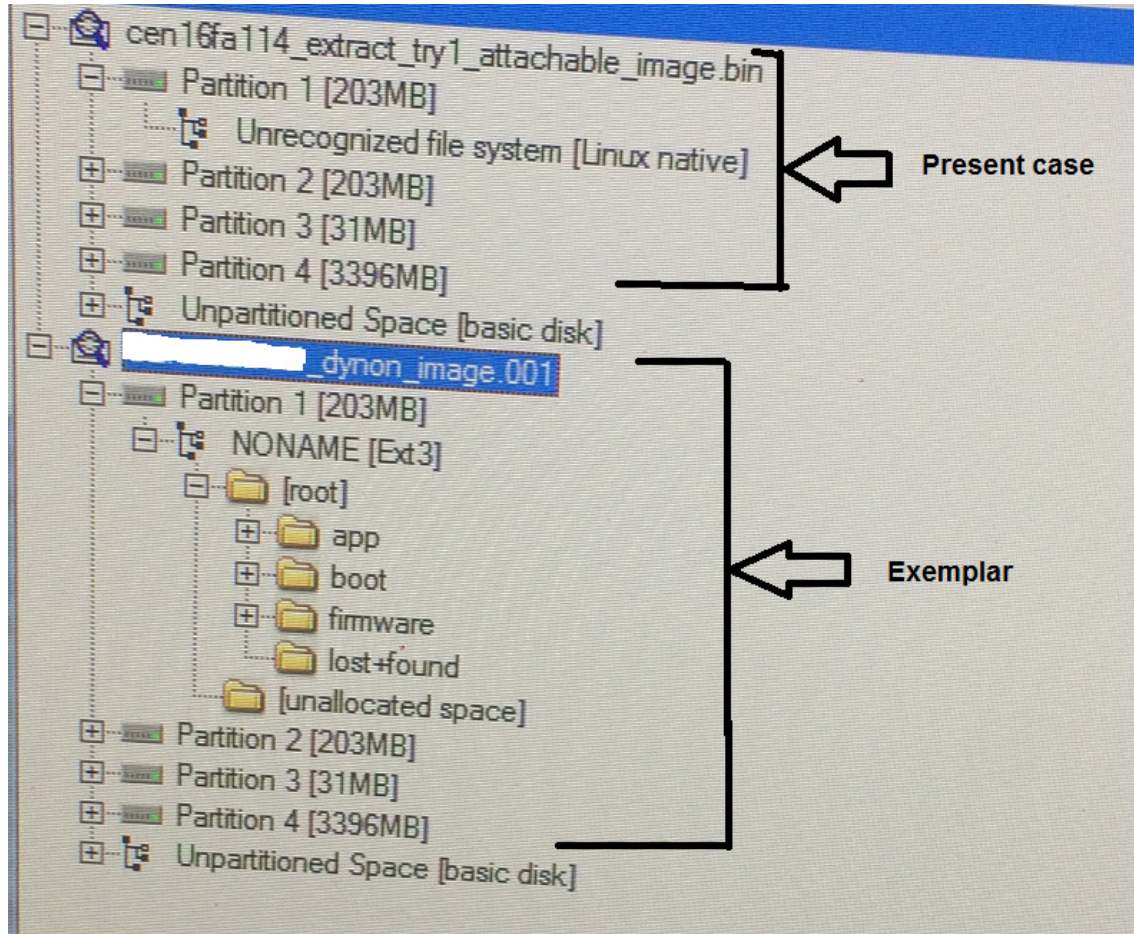 cen16fa114_extract_try1_attachable_image.bin
Partition 1 [203MB]
Unrecognized file system [Linux native]
Partition 2 [203MB]
Partition 3 [31MB]
Partition 4 [3396MB]
Unpartitioned Space [basic disk]
Present case
_dynon_image.001
Partition 1 [203MB]
NONAME [Ext3]
[root]
app
boot
firmware
lost+found
[unallocated space]
Exemplar
Partition 2 [203MB]
Partition 3 [31MB]
Partition 4 [3396MB]
Unpartitioned Space [basic disk]